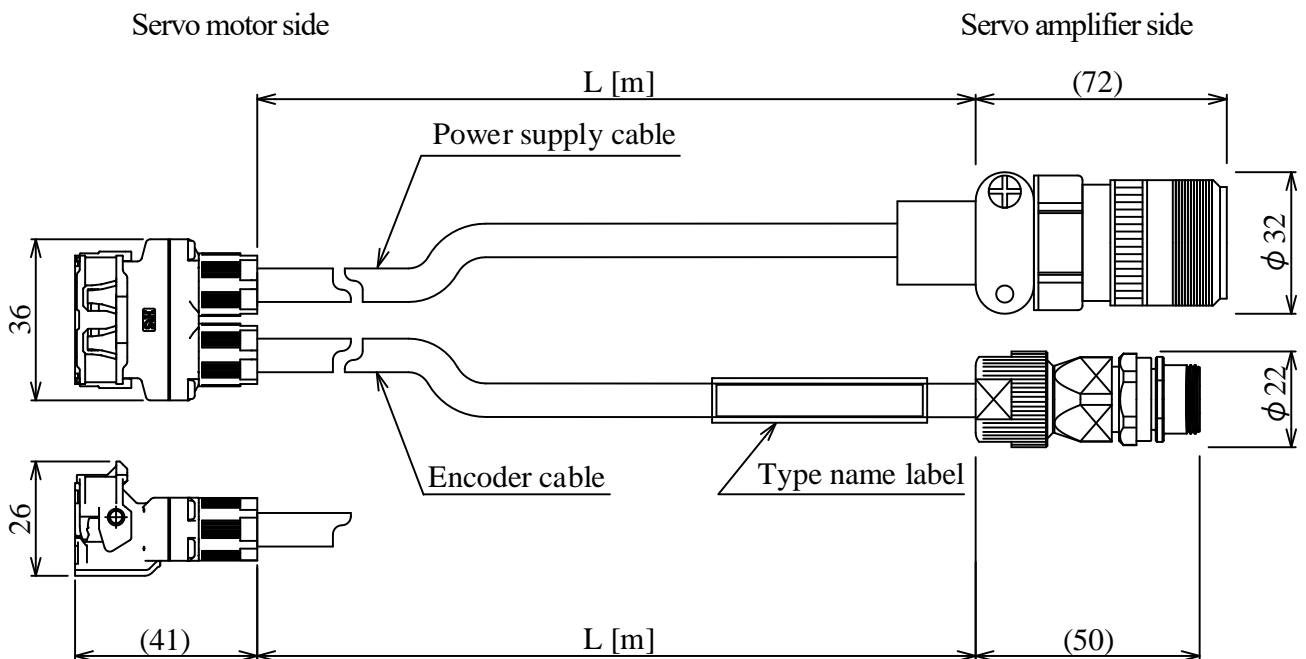 Servo motor side
Servo amplifier side
L [m]
(72)
Power supply cable
36
ϕ 32
ϕ 22
Encoder cable
Type name label
26
(41)
L [m]
(50)